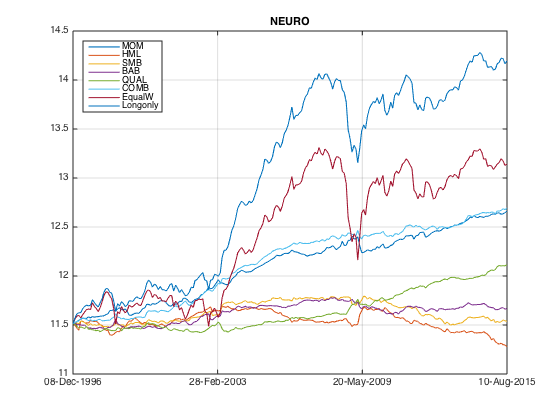 NEURO
14.5
14
13.5
13
12.5
12
11.5
11
MOM
HML
SMB
BAB
QUAL
COMB
EqualW
Longonly
08-Dec-1996
28-Feb-2003
20-May-2009
10-Aug-2015